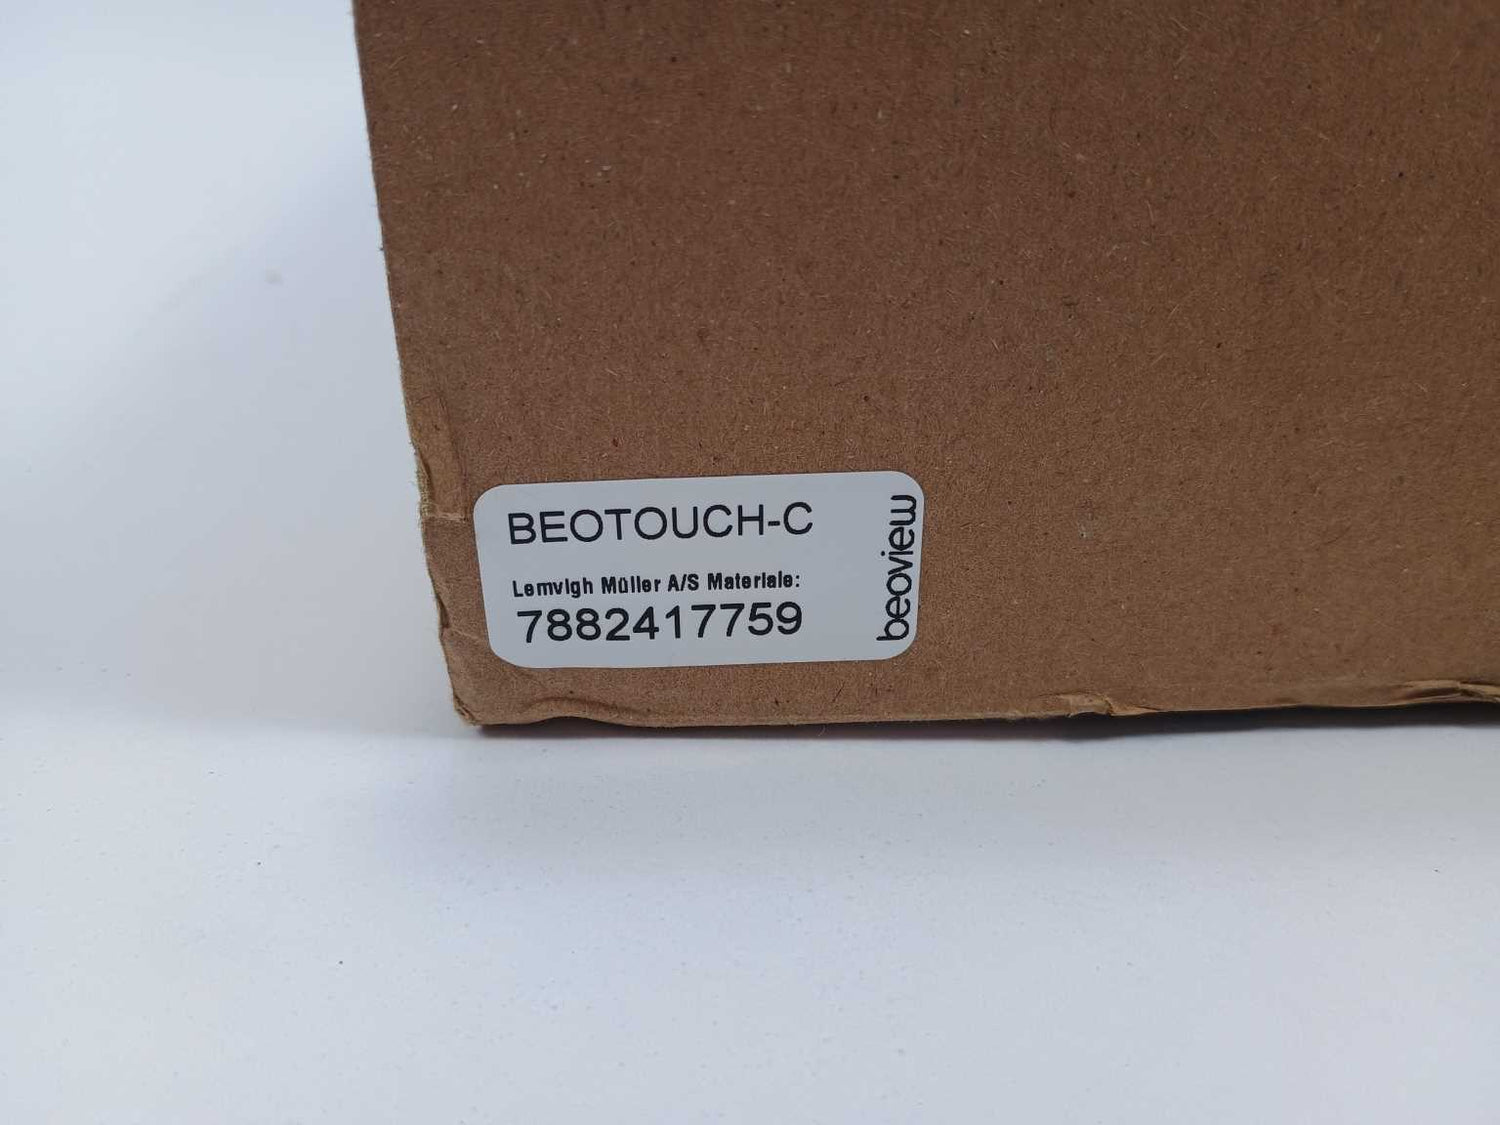 BEOTOUCH-C
Lemvigh Müller A/S Materiale:
7882417759
beoview